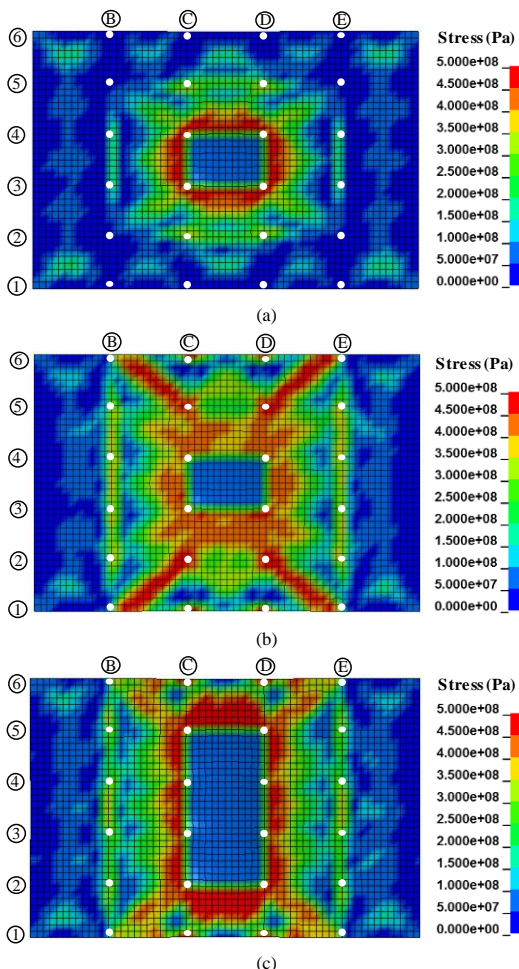 B C D E
Stress (Pa)
6
5
4
3
2
1
5.000e+08
4.500e+08
4.000e+08
3.500e+08
3.000e+08
2.500e+08
2.000e+08
1.500e+08
1.000e+08
5.000e+07
0.000e+00
(a)
B C D E
Stress (Pa)
6
5
4
3
2
1
5.000e+08
4.500e+08
4.000e+08
3.500e+08
3.000e+08
2.500e+08
2.000e+08
1.500e+08
1.000e+08
5.000e+07
0.000e+00
(b)
B C D E
Stress (Pa)
6
5
4
3
2
1
5.000e+08
4.500e+08
4.000e+08
3.500e+08
3.000e+08
2.500e+08
2.000e+08
1.500e+08
1.000e+08
5.000e+07
0.000e+00
(c)